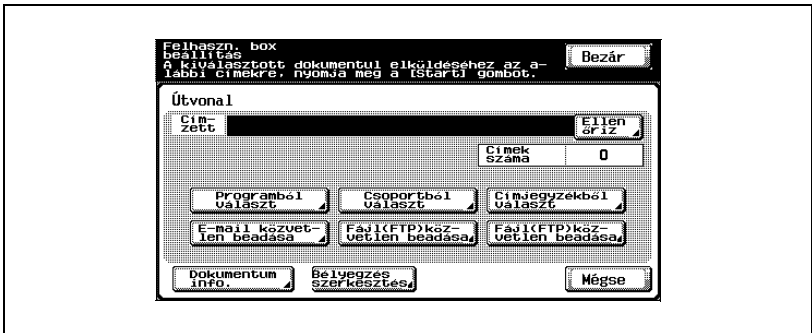 Felhaszn. box
beállítás
A kiválasztott dokumentul elküldéséhez az a-
lábbi címekre, nyomja meg a [Start] gombot.
Bezár
Útvonal
Cím-
zett
Ellen
őriz
Címek
száma
0
Programból
választ
Csoportból
választ
Címjegyzékből
választ
E-mail közvet-
len beadása
Fájl(FTP)köz-
vetlen beadása
Fájl(FTP)köz-
vetlen beadása
Dokumentum
info.
Bélyegzés
szerkesztés
Mégse